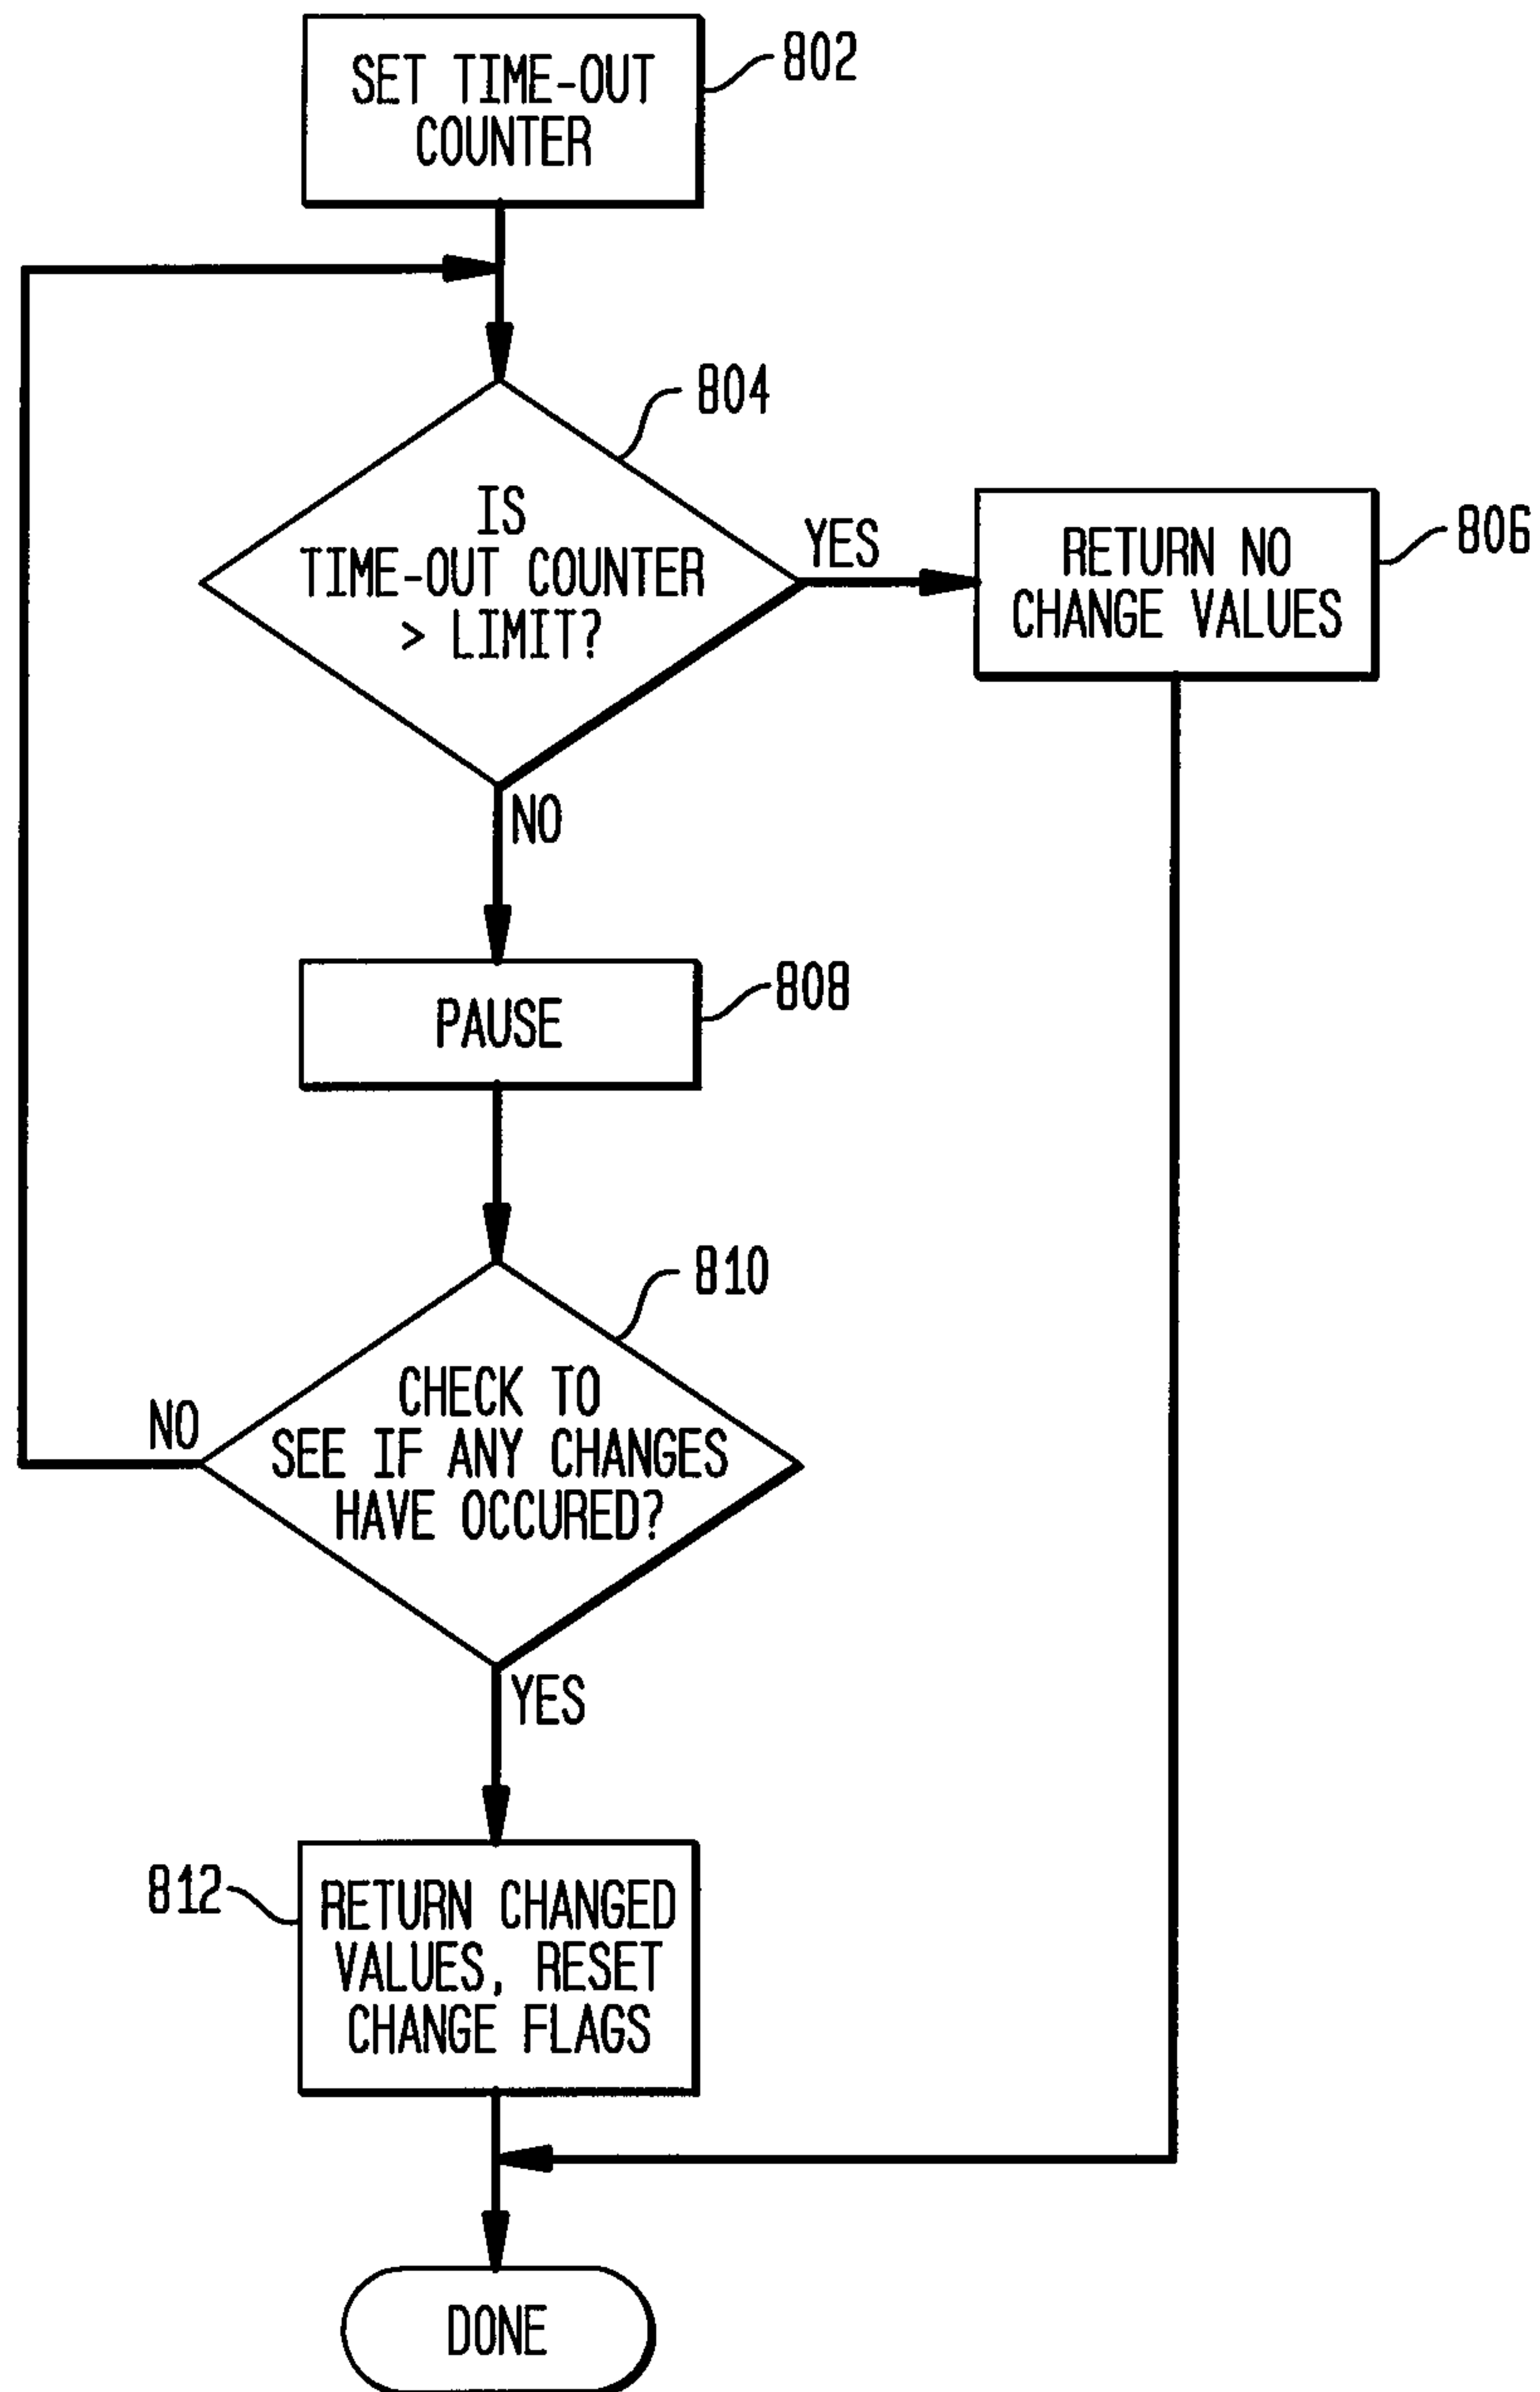 SET TIME-OUT
COUNTER
802
804
IS
TIME-OUT COUNTER
> LIMIT?
YES
RETURN NO
CHANGE VALUES
806
NO
PAUSE
808
810
CHECK TO
SEE IF ANY CHANGES
HAVE OCCURED?
NO
YES
812
RETURN CHANGED
VALUES, RESET
CHANGE FLAGS
DONE